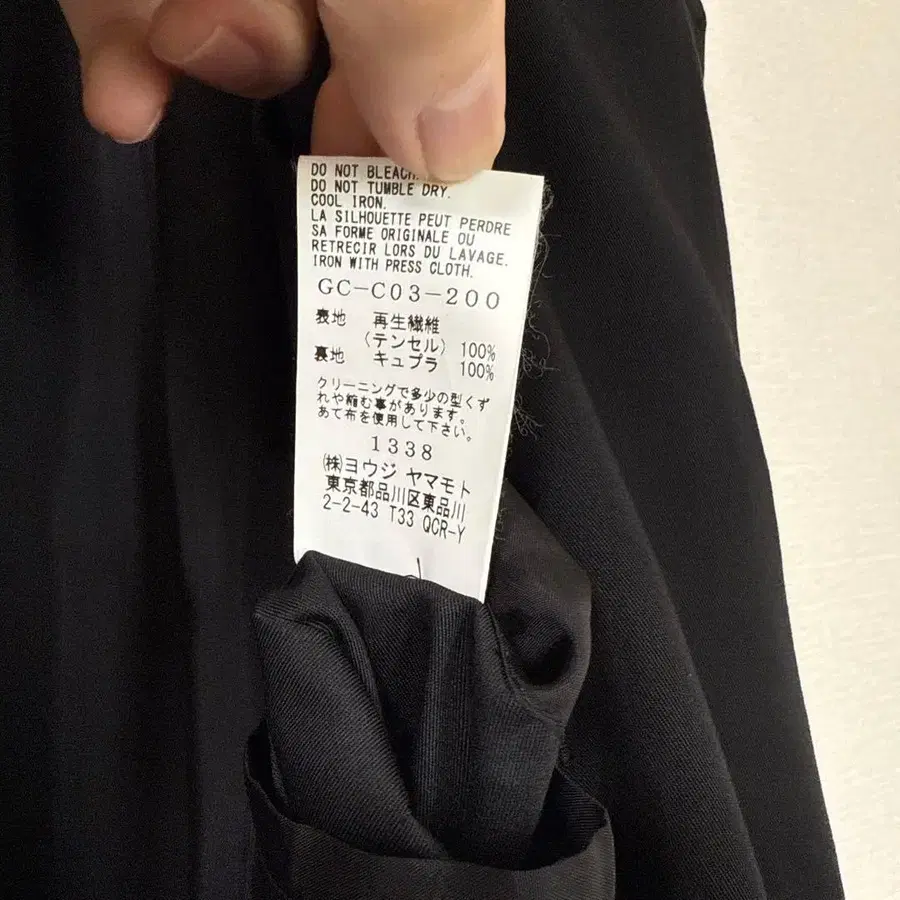 DO NOT BLEACH.
DO NOT TUMBLE DRY.
COOL IRON.
LA SILHOUETTE PEUT PERDRE
SA FORME ORIGINALE OU
RETRECIR LORS DU LAVAGE.
IRON WITH PRESS CLOTH.
GC-C03-200
表地 再生繊維
(テンセル) 100%
裏地 キュプラ 100%
クリーニングで多少の型くず
れや縮む事があります。
あて布を使用して下さい。
1338
㈱ヨウジ ヤマモト
東京都品川区東品川
2-2-43 T33 QCR-Y